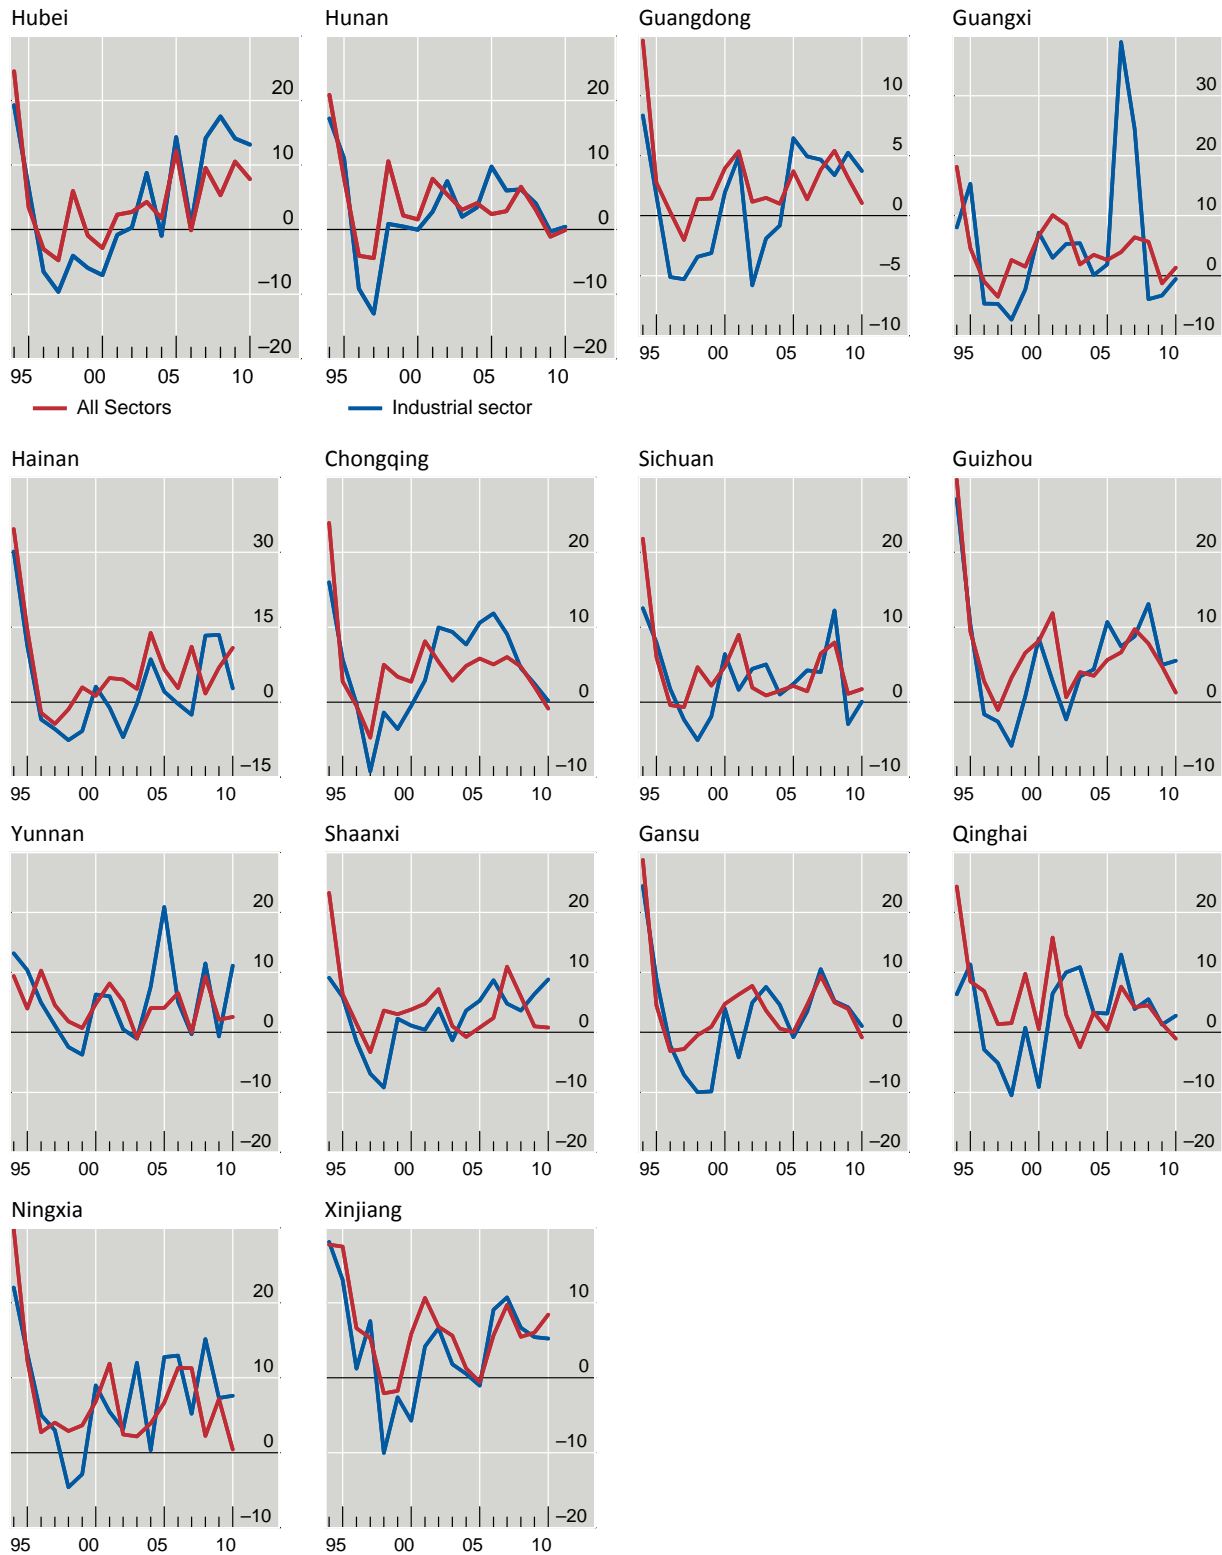 Hubei Hunan Guangdong Guangxi
20 20 10 30
10 10 5 20
0 0 0 10
–10 –10 –5 0
–20 –20 –10 –10
95 00 05 10 95 00 05 10 95 00 05 10 95 00 05 10
All Sectors Industrial sector
Hainan Chongqing Sichuan Guizhou
30 20 20 20
15 10 10 10
0 0 0 0
–15 –10 –10 –10
95 00 05 10 95 00 05 10 95 00 05 10 95 00 05 10
Yunnan Shaanxi Gansu Qinghai
20 20 20 20
10 10 10 10
0 0 0 0
–10 –10 –10 –10
–20 –20 –20 –20
95 00 05 10 95 00 05 10 95 00 05 10 95 00 05 10
Ningxia Xinjiang
20 10
10 0
0 –10
–10 –20
95 00 05 10 95 00 05 10